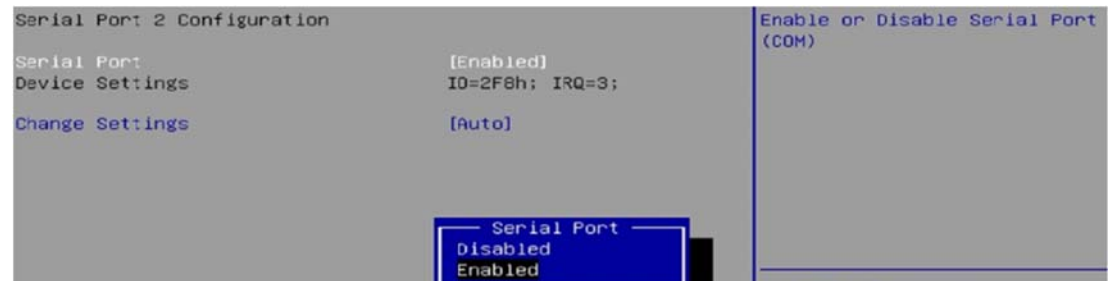 Serial Port 2 Configuration
Serial Port [Enabled]
Device Settings IO=2F8h; IRQ=3;
Change Settings [Auto]
Enable or Disable Serial Port
(COM)
Serial Port
Disabled
Enabled